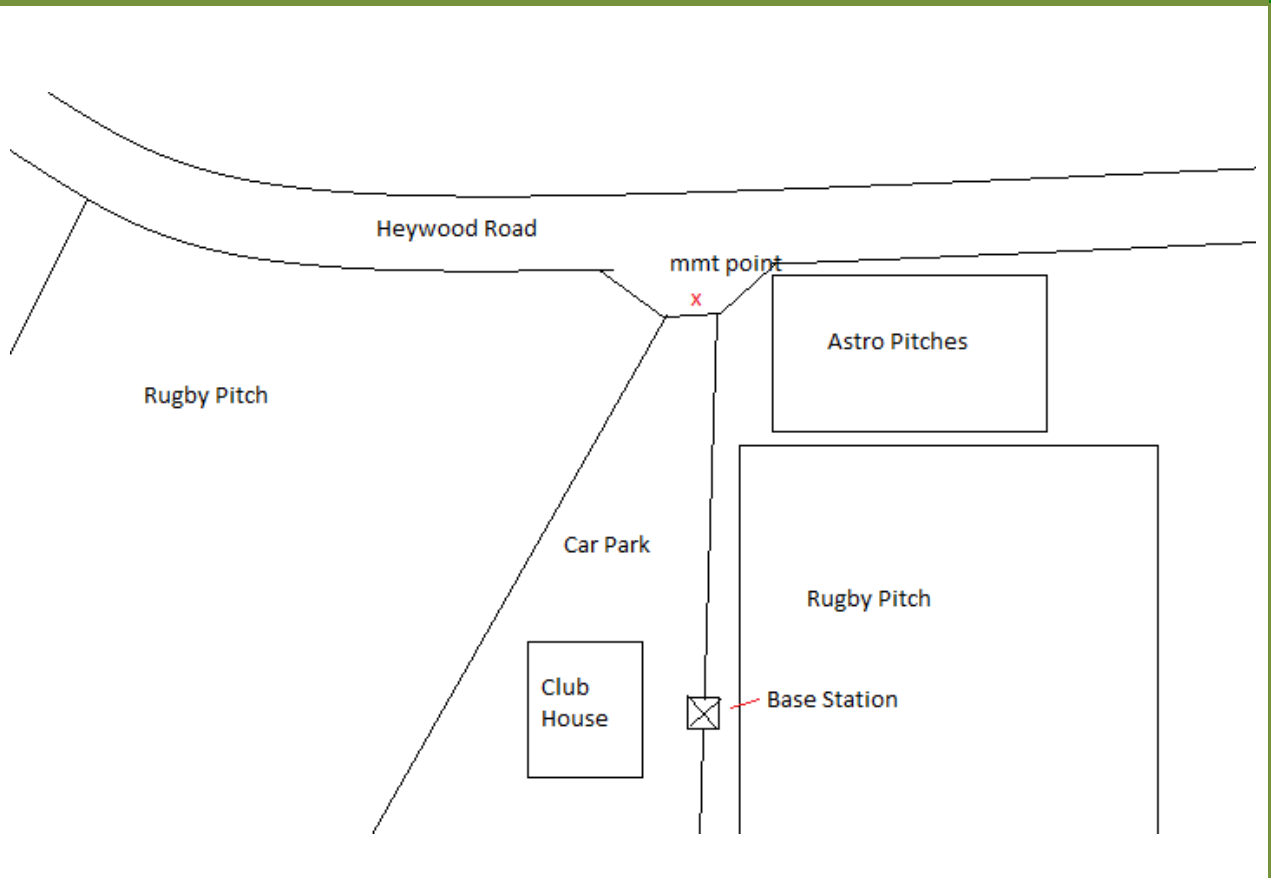 Heywood Road
mmt point
x
Astro Pitches
Rugby Pitch
Car Park
Rugby Pitch
Club
House
Base Station